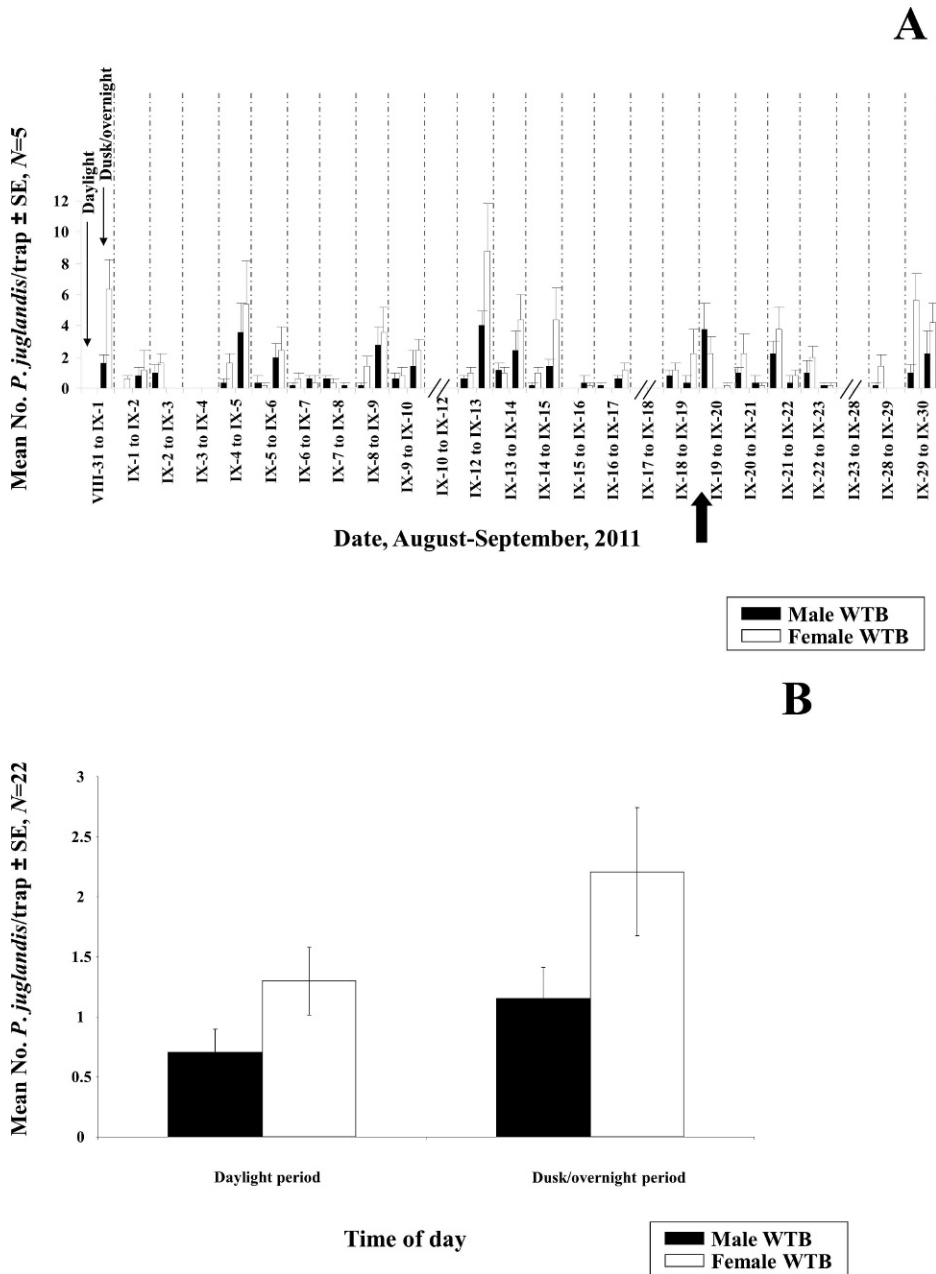 A
Mean No. P. juglandis/trap ± SE, N=5
Daylight
Dusk/overnight
12
10
8
6
4
2
0
VIII-31 to IX-1
IX-1 to IX-2
IX-2 to IX-3
IX-3 to IX-4
IX-4 to IX-5
IX-5 to IX-6
IX-6 to IX-7
IX-7 to IX-8
IX-8 to IX-9
IX-9 to IX-10
IX-10 to IX-12
IX-12 to IX-13
IX-13 to IX-14
IX-14 to IX-15
IX-15 to IX-16
IX-16 to IX-17
IX-17 to IX-18
IX-18 to IX-19
IX-19 to IX-20
IX-20 to IX-21
IX-21 to IX-22
IX-22 to IX-23
IX-23 to IX-28
IX-28 to IX-29
IX-29 to IX-30
Date, August-September, 2011
Male WTB
Female WTB
B
Mean No. P. juglandis/trap ± SE, N=22
3
2.5
2
1.5
1
0.5
0
Daylight period
Dusk/overnight period
Time of day
Male WTB
Female WTB